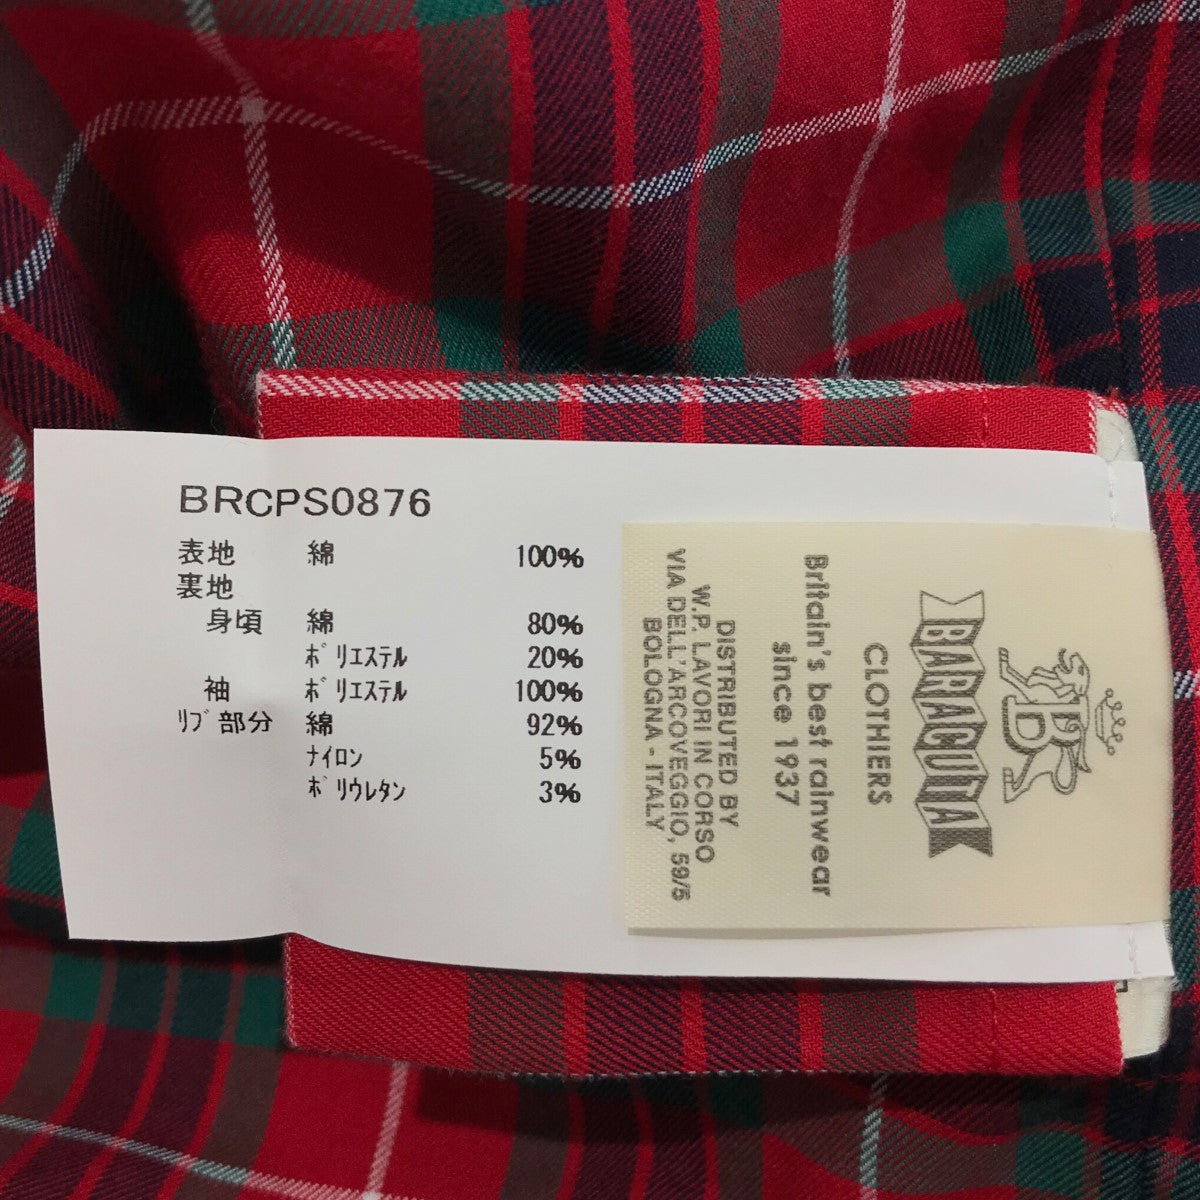 BRCPS0876
表地 綿 100%
裏地
身頃 綿 80%
ﾎﾟﾘｴｽﾃﾙ 20%
袖 ﾎﾟﾘｴｽﾃﾙ 100%
ﾘﾌﾞ部分 綿 92%
ﾅｲﾛﾝ 5%
ﾎﾟﾘｳﾚﾀﾝ 3%
B
BARACUTA
CLOTHIERS
Britain's best rainwear
since 1937
DISTRIBUTED BY
W.P. LAVORI IN CORSO
VIA DELL'ARCOVEGGIO, 59/5
BOLOGNA - ITALY